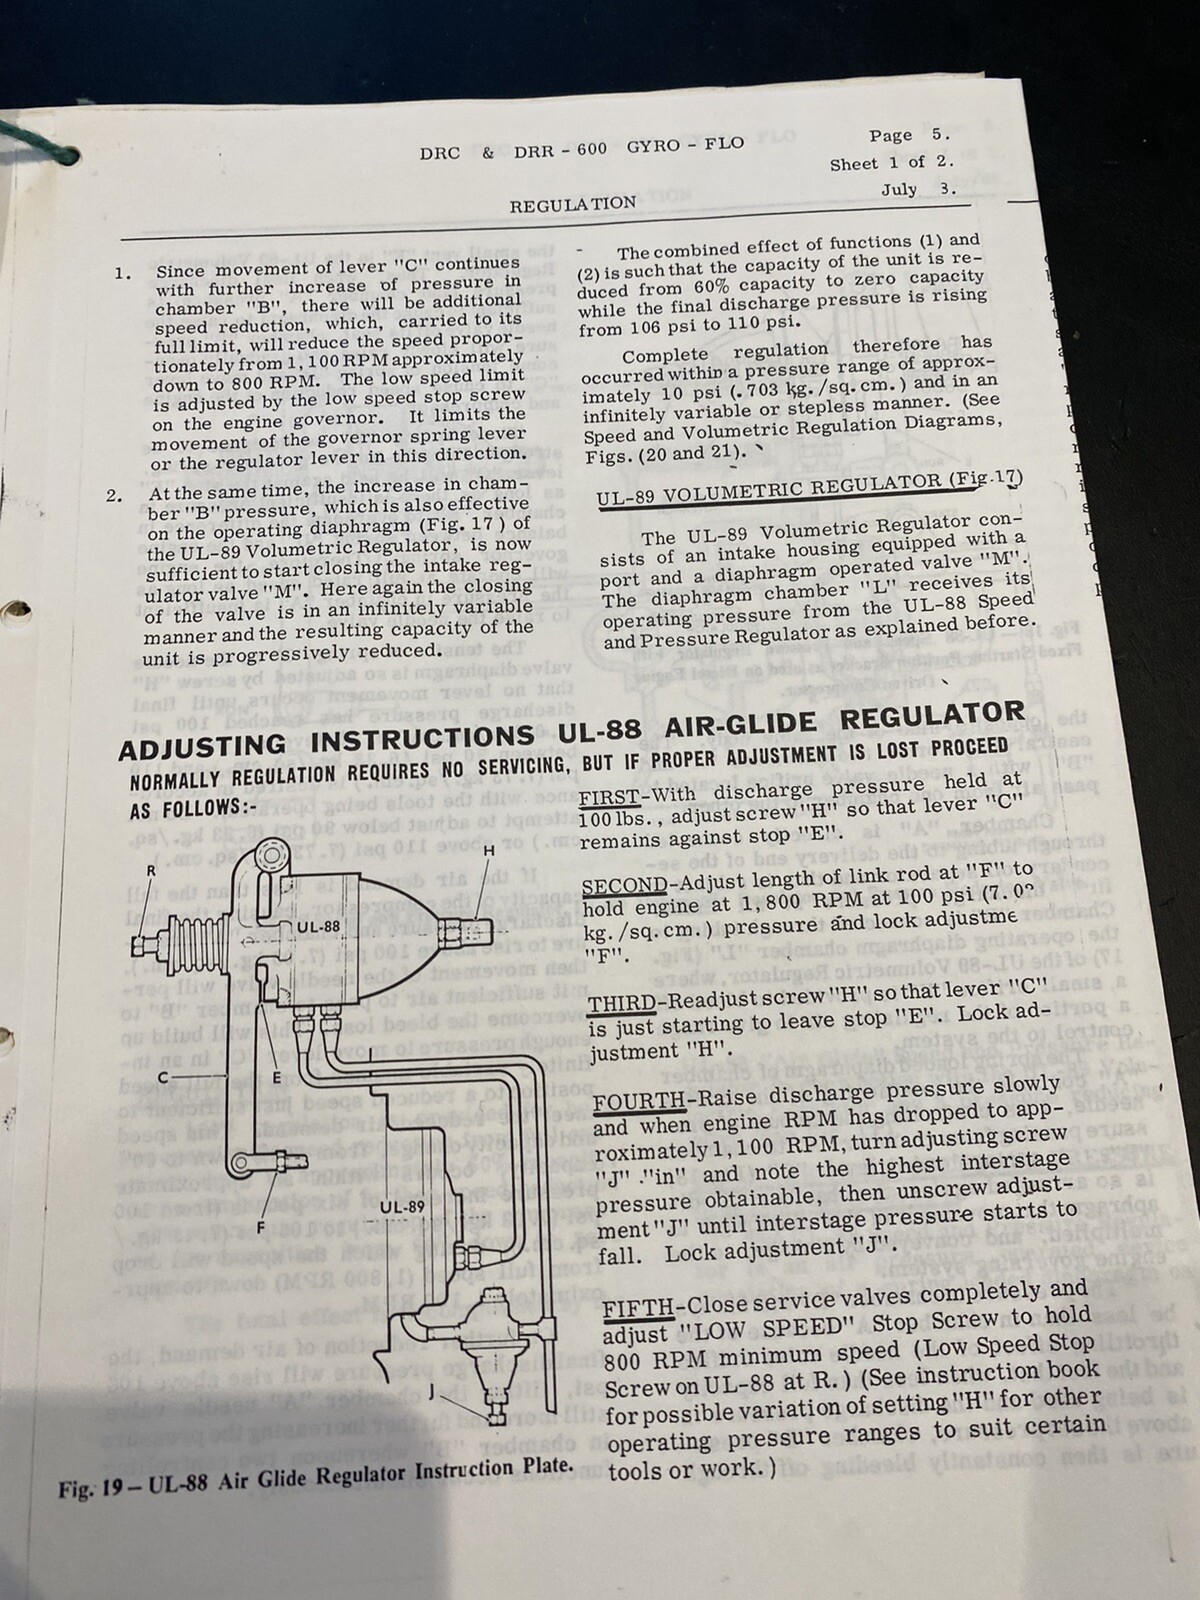 DRC & DRR - 600 GYRO - FLO
Page 5.
Sheet 1 of 2.
July 3.
REGULATION
1. Since movement of lever "C" continues
with further increase of pressure in
chamber "B", there will be additional
speed reduction, which, carried to its
full limit, will reduce the speed propor-
tionately from 1,100 RPM approximately
down to 800 RPM. The low speed limit
is adjusted by the low speed stop screw
on the engine governor. It limits the
movement of the governor spring lever
or the regulator lever in this direction.
2. At the same time, the increase in cham-
ber "B" pressure, which is also effective
on the operating diaphragm (Fig. 17) of
the UL-89 Volumetric Regulator, is now
sufficient to start closing the intake reg-
ulator valve "M". Here again the closing
of the valve is in an infinitely variable
manner and the resulting capacity of the
unit is progressively reduced.
The combined effect of functions (1) and
(2) is such that the capacity of the unit is re-
duced from 60% capacity to zero capacity
while the final discharge pressure is rising
from 106 psi to 110 psi.
Complete regulation therefore has
occurred within a pressure range of approx-
imately 10 psi (.703 kg./sq.cm.) and in an
infinitely variable or stepless manner. (See
Speed and Volumetric Regulation Diagrams,
Figs. (20 and 21).
UL-89 VOLUMETRIC REGULATOR (Fig.17)
The UL-89 Volumetric Regulator con-
sists of an intake housing equipped with a
port and a diaphragm operated valve "M".
The diaphragm chamber "L" receives its
operating pressure from the UL-88 Speed
and Pressure Regulator as explained before.
ADJUSTING INSTRUCTIONS UL-88 AIR-GLIDE REGULATOR
NORMALLY REGULATION REQUIRES NO SERVICING, BUT IF PROPER ADJUSTMENT IS LOST PROCEED
AS FOLLOWS:-
R
H
UL-88
C
E
F
UL-89
J
Fig. 19 – UL-88 Air Glide Regulator Instruction Plate.
FIRST-With discharge pressure held at
100 lbs., adjust screw "H" so that lever "C"
remains against stop "E".
SECOND-Adjust length of link rod at "F" to
hold engine at 1,800 RPM at 100 psi (7.0
kg./sq.cm.) pressure and lock adjustme
"F".
THIRD-Readjust screw "H" so that lever "C"
is just starting to leave stop "E". Lock ad-
justment "H".
FOURTH-Raise discharge pressure slowly
and when engine RPM has dropped to app-
roximately 1,100 RPM, turn adjusting screw
"J" "in" and note the highest interstage
pressure obtainable, then unscrew adjust-
ment "J" until interstage pressure starts to
fall. Lock adjustment "J".
FIFTH-Close service valves completely and
adjust "LOW SPEED" Stop Screw to hold
800 RPM minimum speed (Low Speed Stop
Screw on UL-88 at R.) (See instruction book
for possible variation of setting "H" for other
operating pressure ranges to suit certain
tools or work.)